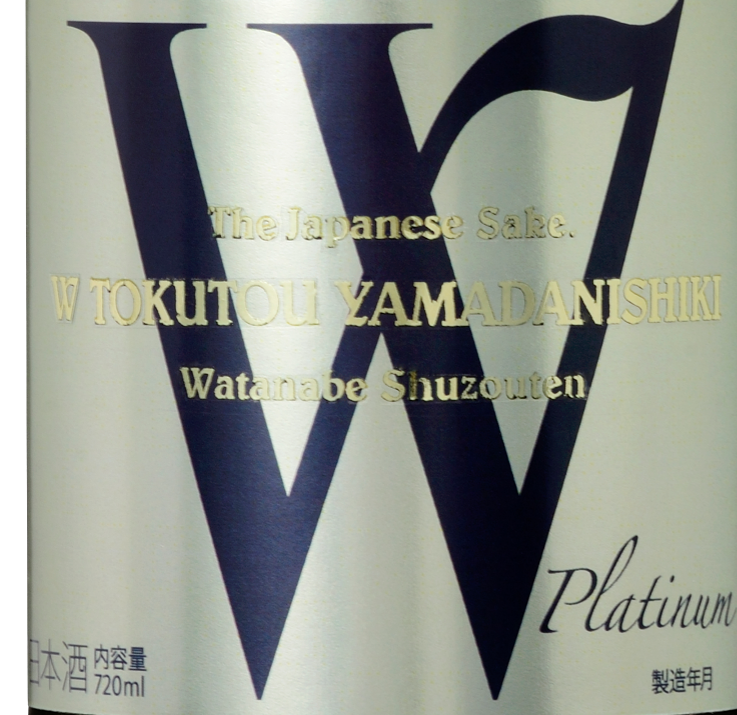 W
The Japanese Sake.
W TOKUTOU YAMADANISHIKI
Watanabe Shuzouten
Platinum
日本酒 内容量
720ml
製造年月